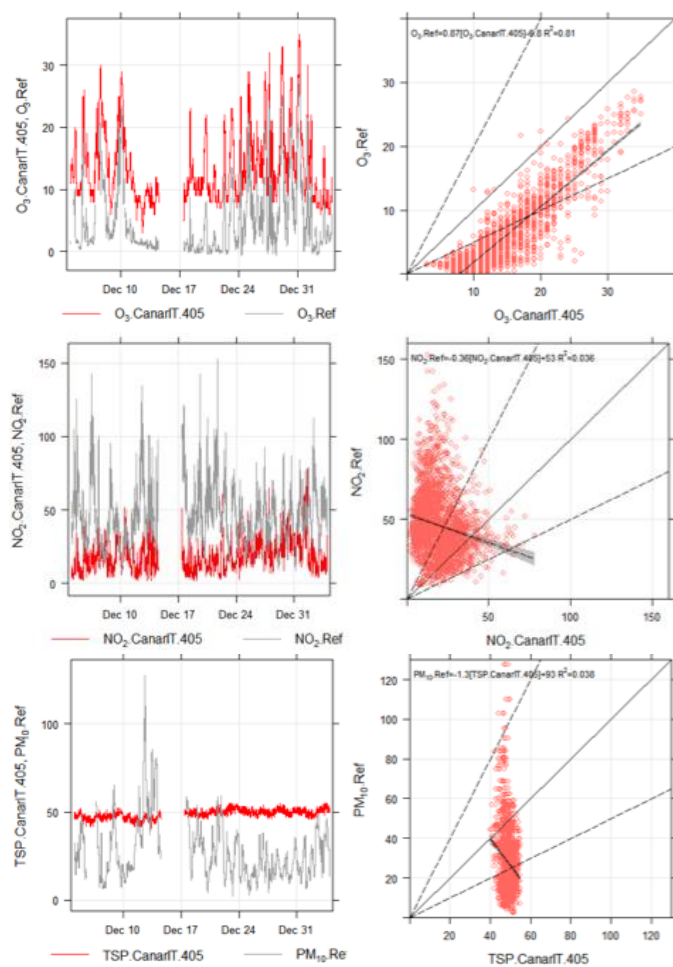 O3.CanarIT.405, O3.Ref
30
20
10
0
Dec 10
Dec 17
Dec 24
Dec 31
O3.CanarIT.405
O3.Ref
O3.Ref=0.87[O3.CanarIT.405]-6.8 R2=0.81
O3.Ref
40
30
20
10
10
20
30
O3.CanarIT.405
NO2.CanarIT.405, NO2.Ref
150
100
50
0
Dec 10
Dec 17
Dec 24
Dec 31
NO2.CanarIT.405
NO2.Ref
NO2.Ref=-0.36[NO2.CanarIT.405]+53 R2=0.036
NO2.Ref
150
100
50
50
100
150
NO2.CanarIT.405
TSP.CanarIT.405, PM10.Ref
100
50
0
Dec 10
Dec 17
Dec 24
Dec 31
TSP.CanarIT.405
PM10.Ref
PM10.Ref=-1.3[TSP.CanarIT.405]+93 R2=0.038
PM10.Ref
120
100
80
60
40
20
20
40
60
80
100
120
TSP.CanarIT.405